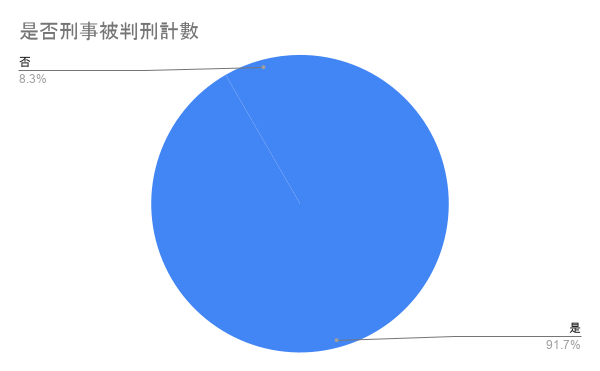 是否刑事被判刑計數
否
8.3%
是
91.7%